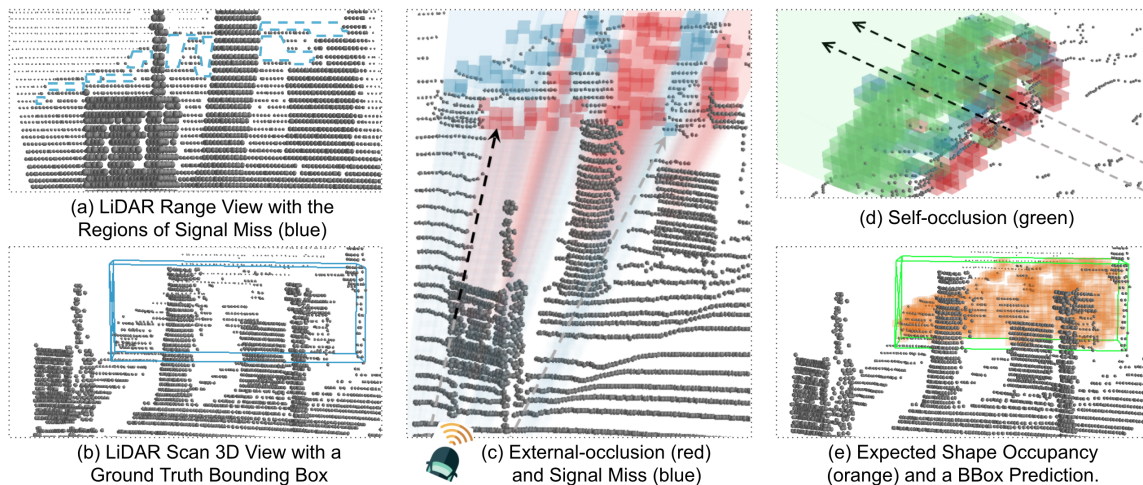 (a) LiDAR Range View with the
Regions of Signal Miss (blue)
(b) LiDAR Scan 3D View with a
Ground Truth Bounding Box
(c) External-occlusion (red)
and Signal Miss (blue)
(d) Self-occlusion (green)
(e) Expected Shape Occupancy
(orange) and a BBox Prediction.